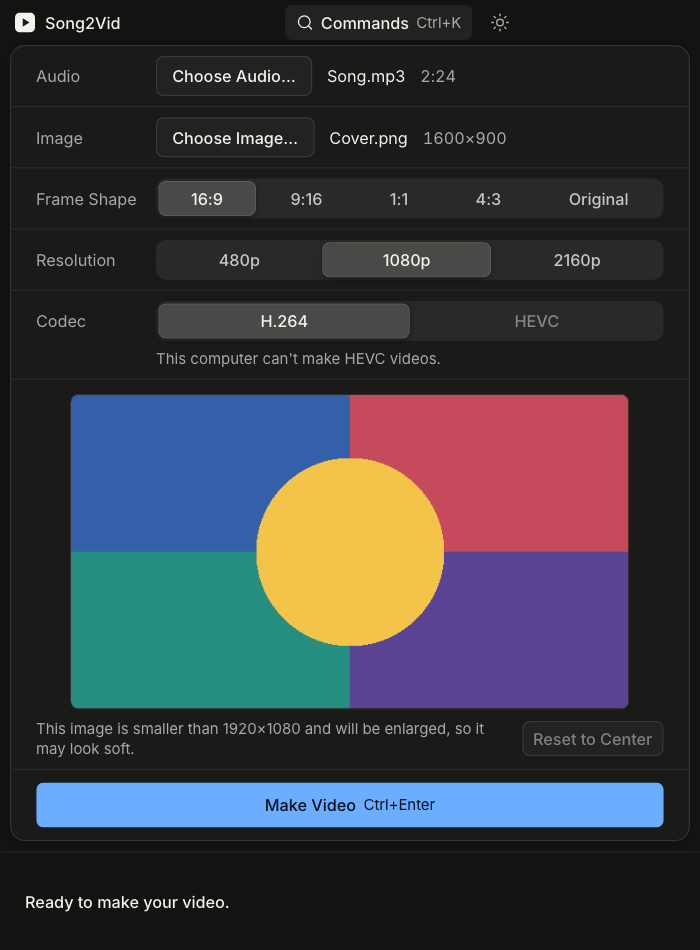 Song2Vid
Commands Ctrl+K
Audio Choose Audio... Song.mp3 2:24
Image Choose Image... Cover.png 1600×900
Frame Shape 16:9 9:16 1:1 4:3 Original
Resolution 480p 1080p 2160p
Codec H.264 HEVC
This computer can't make HEVC videos.
This image is smaller than 1920×1080 and will be enlarged, so it
may look soft.
Reset to Center
Make Video Ctrl+Enter
Ready to make your video.